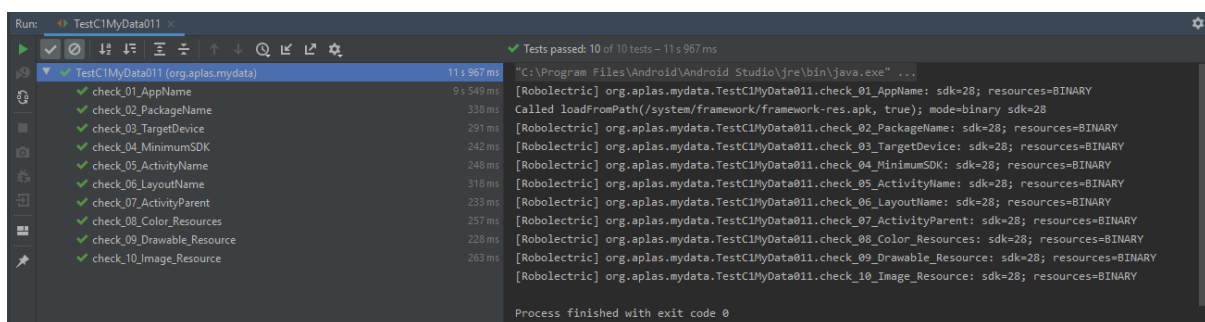 Run: TestC1MyData011 ×
Tests passed: 10 of 10 tests – 11 s 967 ms
TestC1MyData011 (org.aplas.mydata) 11 s 967 ms
check_01_AppName 9 s 549 ms
check_02_PackageName 338 ms
check_03_TargetDevice 291 ms
check_04_MinimumSDK 242 ms
check_05_ActivityName 248 ms
check_06_LayoutName 318 ms
check_07_ActivityParent 233 ms
check_08_Color_Resources 257 ms
check_09_Drawable_Resource 228 ms
check_10_Image_Resource 263 ms
"C:\Program Files\Android\Android Studio\jre\bin\java.exe" ...
[Robolectric] org.aplas.mydata.TestC1MyData011.check_01_AppName: sdk=28; resources=BINARY
Called loadFromPath(/system/framework/framework-res.apk, true); mode=binary sdk=28
[Robolectric] org.aplas.mydata.TestC1MyData011.check_02_PackageName: sdk=28; resources=BINARY
[Robolectric] org.aplas.mydata.TestC1MyData011.check_03_TargetDevice: sdk=28; resources=BINARY
[Robolectric] org.aplas.mydata.TestC1MyData011.check_04_MinimumSDK: sdk=28; resources=BINARY
[Robolectric] org.aplas.mydata.TestC1MyData011.check_05_ActivityName: sdk=28; resources=BINARY
[Robolectric] org.aplas.mydata.TestC1MyData011.check_06_LayoutName: sdk=28; resources=BINARY
[Robolectric] org.aplas.mydata.TestC1MyData011.check_07_ActivityParent: sdk=28; resources=BINARY
[Robolectric] org.aplas.mydata.TestC1MyData011.check_08_Color_Resources: sdk=28; resources=BINARY
[Robolectric] org.aplas.mydata.TestC1MyData011.check_09_Drawable_Resource: sdk=28; resources=BINARY
[Robolectric] org.aplas.mydata.TestC1MyData011.check_10_Image_Resource: sdk=28; resources=BINARY
Process finished with exit code 0